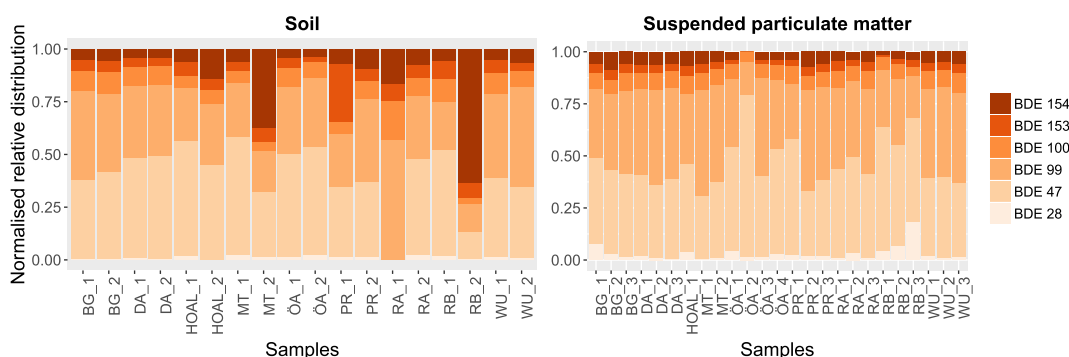 Soil
Suspended particulate matter
Normalised relative distribution
1.00
0.75
0.50
0.25
0.00
BG_1
BG_2
DA_1
DA_2
HOAL_1
HOAL_2
MT_1
MT_2
ÖA_1
ÖA_2
PR_1
PR_2
RA_1
RA_2
RB_1
RB_2
WU_1
WU_2
Samples
1.00
0.75
0.50
0.25
0.00
BG_1
BG_2
BG_3
DA_1
DA_2
DA_3
HOAL_1
MT_1
MT_2
ÖA_1
ÖA_2
ÖA_3
ÖA_4
PR_1
PR_2
PR_3
RA_1
RA_2
RA_3
RB_1
RB_2
RB_3
WU_1
WU_2
WU_3
Samples
BDE 154
BDE 153
BDE 100
BDE 99
BDE 47
BDE 28